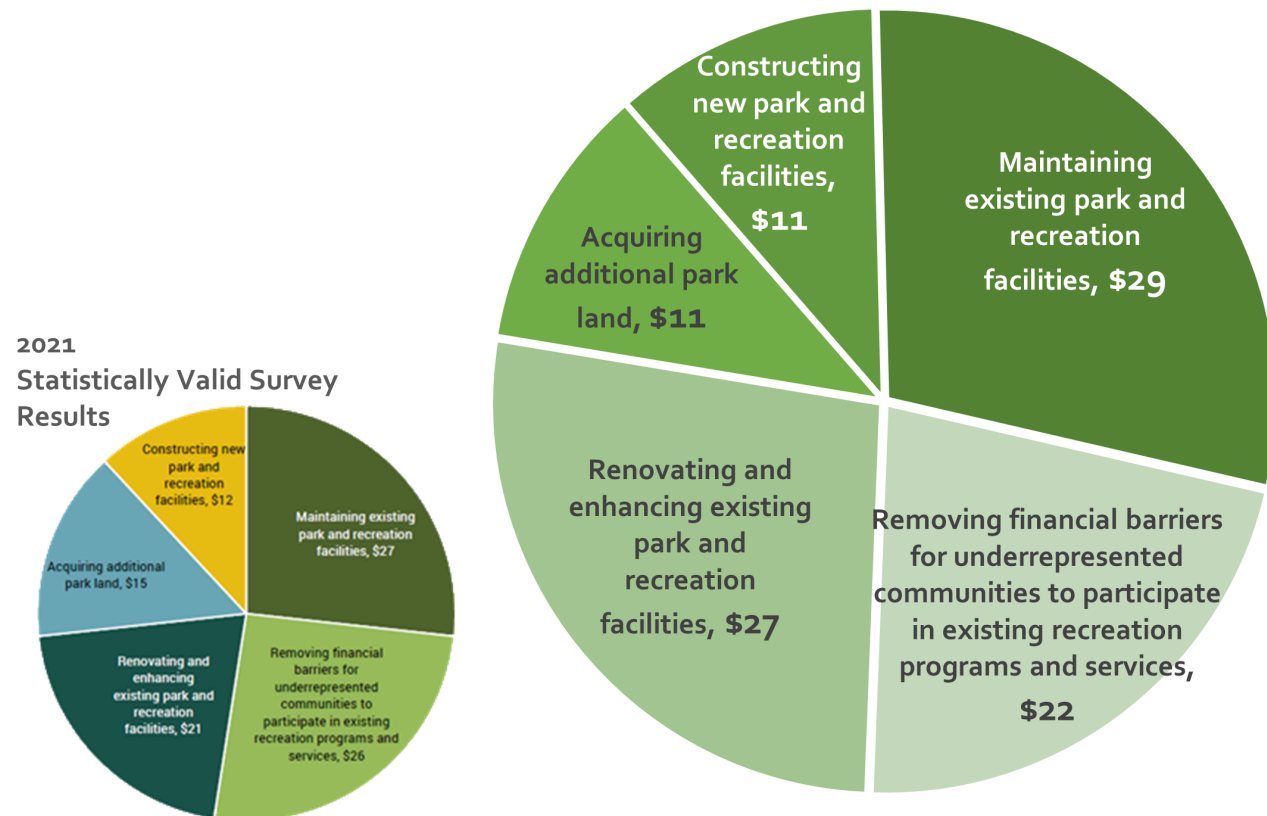 Constructing
new park and
recreation
facilities,
$11
Maintaining
existing park and
recreation
facilities, $29
Acquiring
additional park
land, $11
Renovating and
enhancing existing
park and
recreation
facilities, $27
Removing financial barriers
for underrepresented
communities to participate
in existing recreation
programs and services,
$22
2021
Statistically Valid Survey
Results
Constructing new
park and
recreation
facilities, $12
Maintaining existing
park and recreation
facilities, $27
Acquiring additional
park land, $15
Renovating and
enhancing
existing park and
recreation
facilities, $21
Removing financial
barriers for
underrepresented
communities to
participate in existing
recreation programs and
services, $26